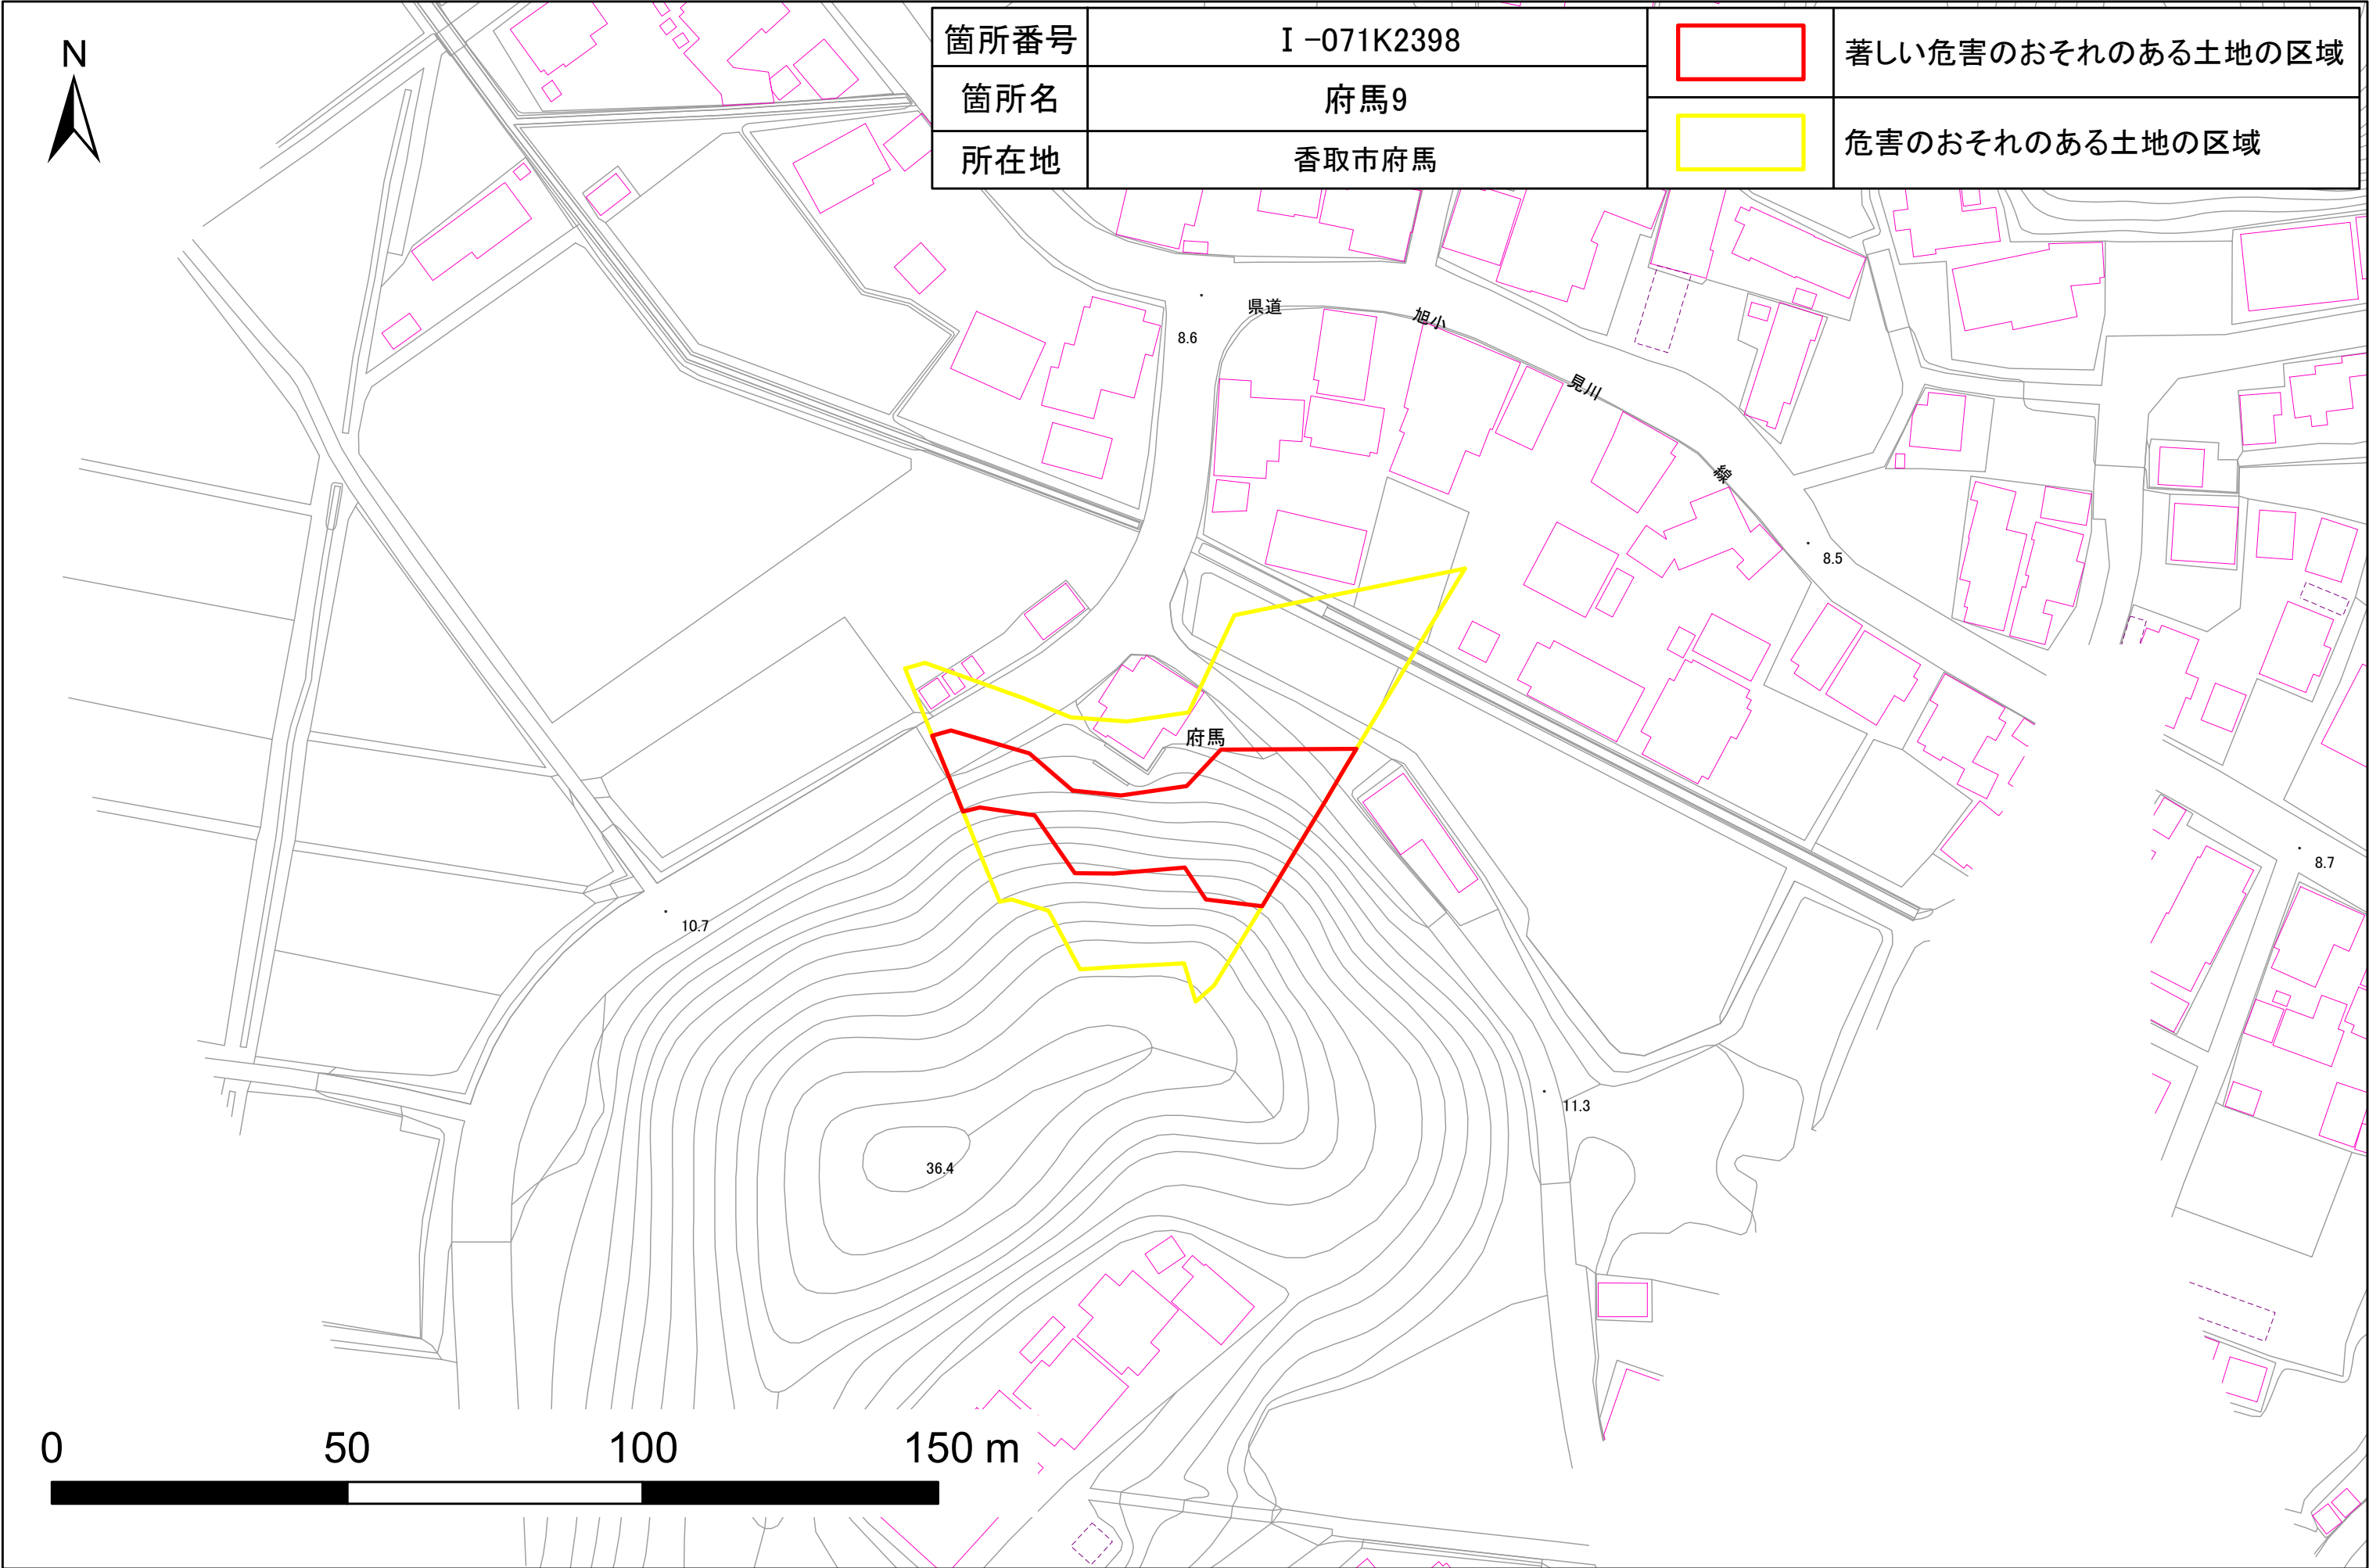 N
箇所番号 Ⅰ-071K2398
箇所名 府馬9
所在地 香取市府馬
著しい危害のおそれのある土地の区域
危害のおそれのある土地の区域
県道
旭小
見川
線
8.6
8.5
府馬
8.7
10.7
11.3
36.4
0 50 100 150 m